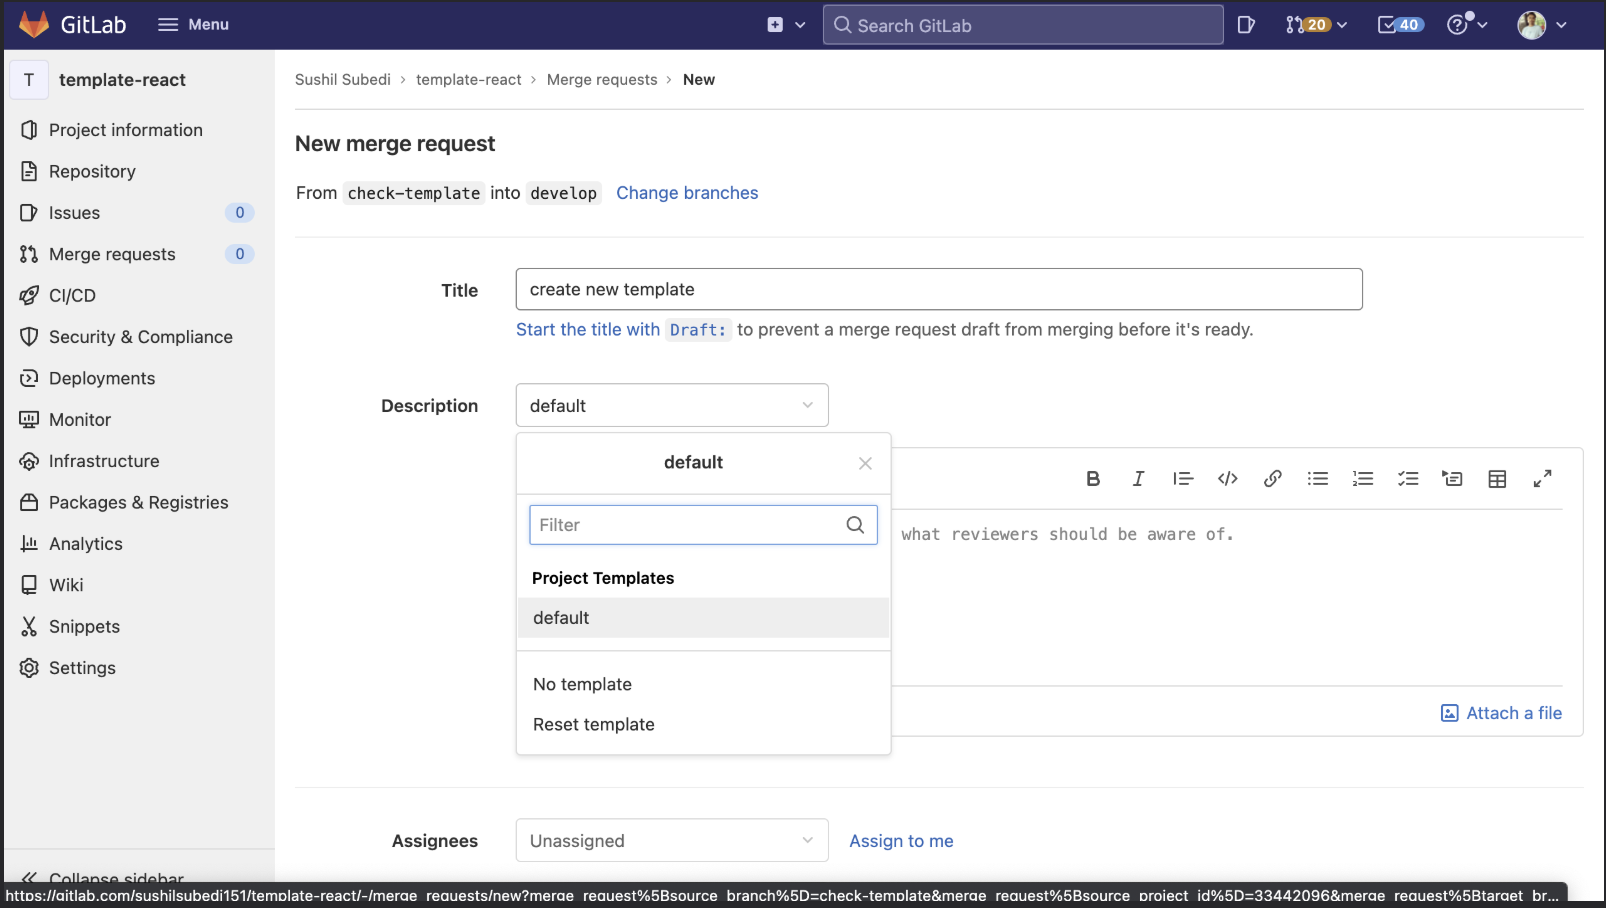 GitLab Menu Search GitLab 20 40
T template-react
Project information
Repository
Issues 0
Merge requests 0
CI/CD
Security & Compliance
Deployments
Monitor
Infrastructure
Packages & Registries
Analytics
Wiki
Snippets
Settings
Collapse sidebar
Sushil Subedi › template-react › Merge requests › New
New merge request
From check-template into develop Change branches
Title create new template
Start the title with Draft: to prevent a merge request draft from merging before it's ready.
Description default
default
Filter
Project Templates
default
No template
Reset template
what reviewers should be aware of.
Attach a file
Assignees Unassigned Assign to me
https://gitlab.com/sushilsubedi151/template-react/-/merge_requests/new?merge_request%5Bsource_branch%5D=check-template&merge_request%5Bsource_project_id%5D=33442096&merge_request%5Btarget_br...